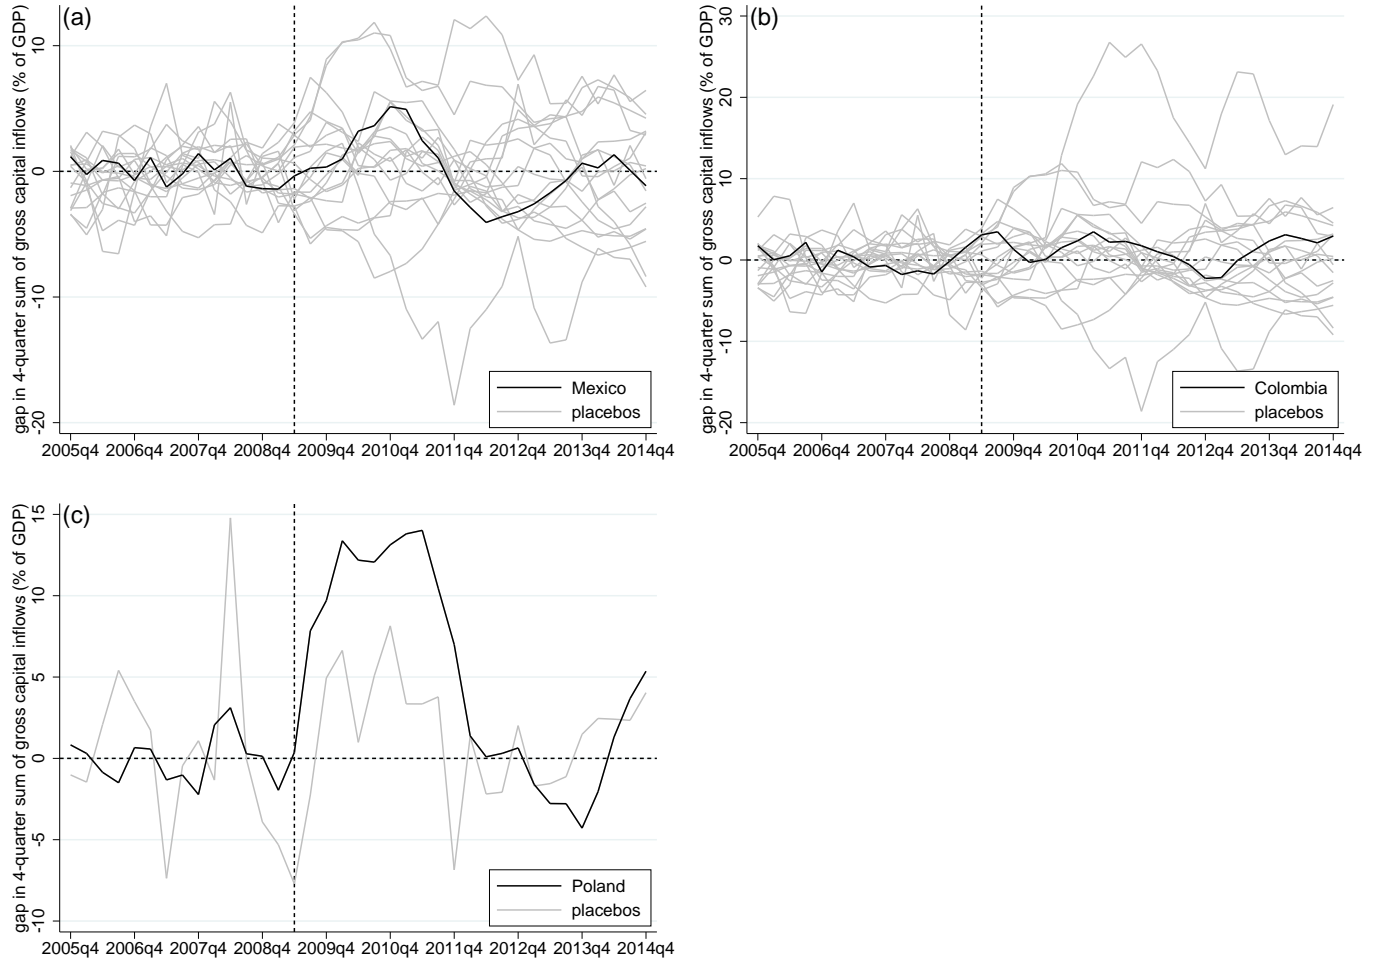 (a)
gap in 4-quarter sum of gross capital inflows (% of GDP)
10
0
-10
-20
2005q4 2006q4 2007q4 2008q4 2009q4 2010q4 2011q4 2012q4 2013q4 2014q4
Mexico
placebos
(b)
gap in 4-quarter sum of gross capital inflows (% of GDP)
30
20
10
0
-10
-20
2005q4 2006q4 2007q4 2008q4 2009q4 2010q4 2011q4 2012q4 2013q4 2014q4
Colombia
placebos
(c)
gap in 4-quarter sum of gross capital inflows (% of GDP)
15
10
5
0
-5
-10
2005q4 2006q4 2007q4 2008q4 2009q4 2010q4 2011q4 2012q4 2013q4 2014q4
Poland
placebos